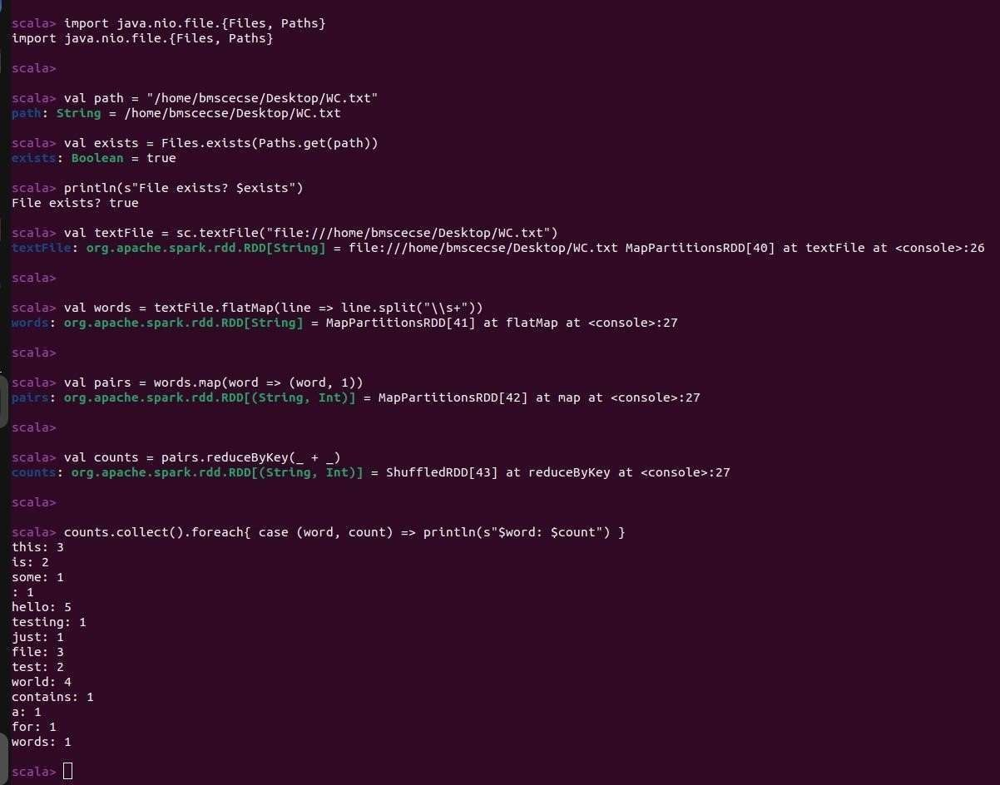 scala> import java.nio.file.{Files, Paths}
import java.nio.file.{Files, Paths}
scala>
scala> val path = "/home/bmscecse/Desktop/WC.txt"
path: String = /home/bmscecse/Desktop/WC.txt
scala> val exists = Files.exists(Paths.get(path))
exists: Boolean = true
scala> println(s"File exists? $exists")
File exists? true
scala> val textFile = sc.textFile("file:///home/bmscecse/Desktop/WC.txt")
textFile: org.apache.spark.rdd.RDD[String] = file:///home/bmscecse/Desktop/WC.txt MapPartitionsRDD[40] at textFile at <console>:26
scala>
scala> val words = textFile.flatMap(line => line.split("\\s+"))
words: org.apache.spark.rdd.RDD[String] = MapPartitionsRDD[41] at flatMap at <console>:27
scala>
scala> val pairs = words.map(word => (word, 1))
pairs: org.apache.spark.rdd.RDD[(String, Int)] = MapPartitionsRDD[42] at map at <console>:27
scala>
scala> val counts = pairs.reduceByKey(_ + _)
counts: org.apache.spark.rdd.RDD[(String, Int)] = ShuffledRDD[43] at reduceByKey at <console>:27
scala>
scala> counts.collect().foreach{ case (word, count) => println(s"$word: $count") }
this: 3
is: 2
some: 1
: 1
hello: 5
testing: 1
just: 1
file: 3
test: 2
world: 4
contains: 1
a: 1
for: 1
words: 1
scala>